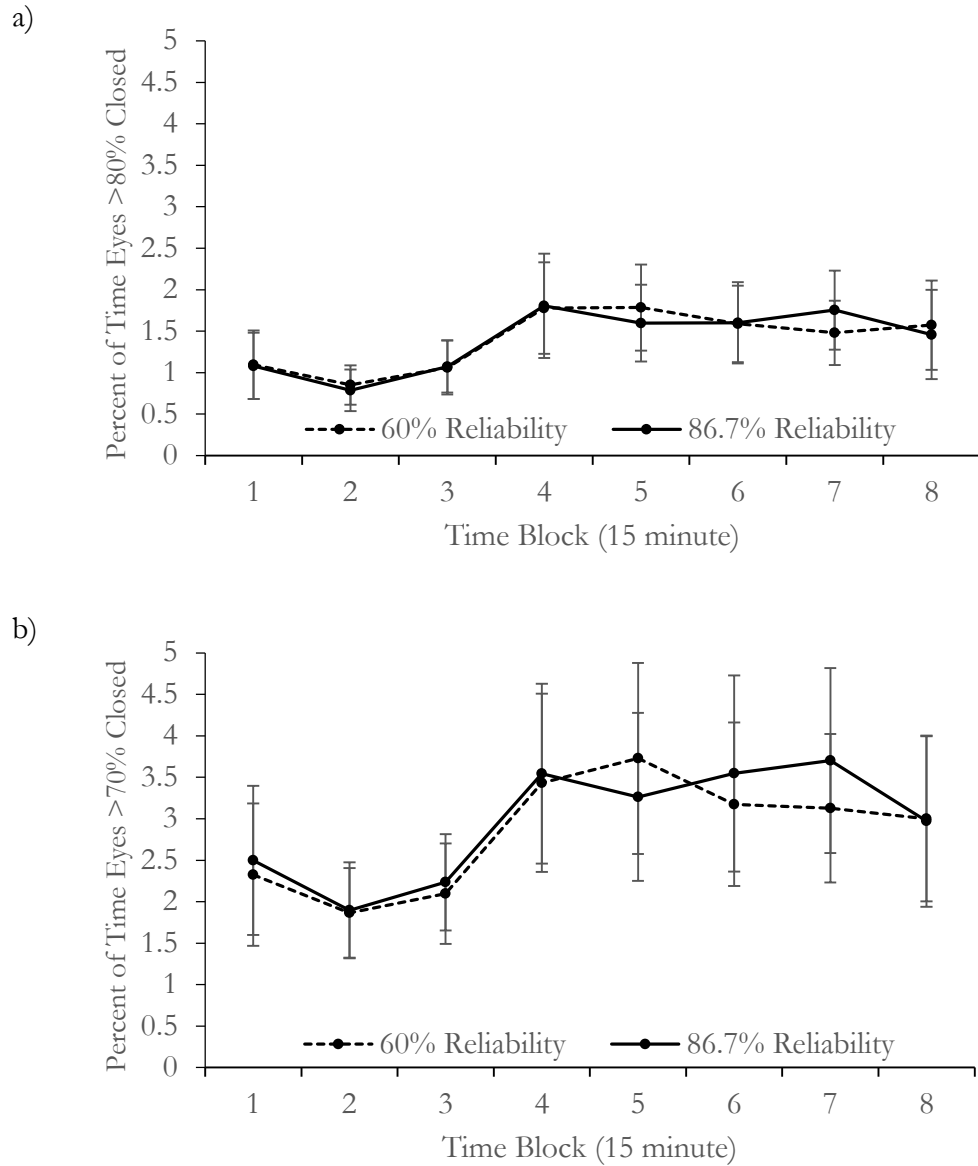 a)
Percent of Time Eyes >80% Closed
5
4.5
4
3.5
3
2.5
2
1.5
1
0.5
0
60% Reliability 86.7% Reliability
1 2 3 4 5 6 7 8
Time Block (15 minute)
b)
Percent of Time Eyes >70% Closed
5
4.5
4
3.5
3
2.5
2
1.5
1
0.5
0
60% Reliability 86.7% Reliability
1 2 3 4 5 6 7 8
Time Block (15 minute)